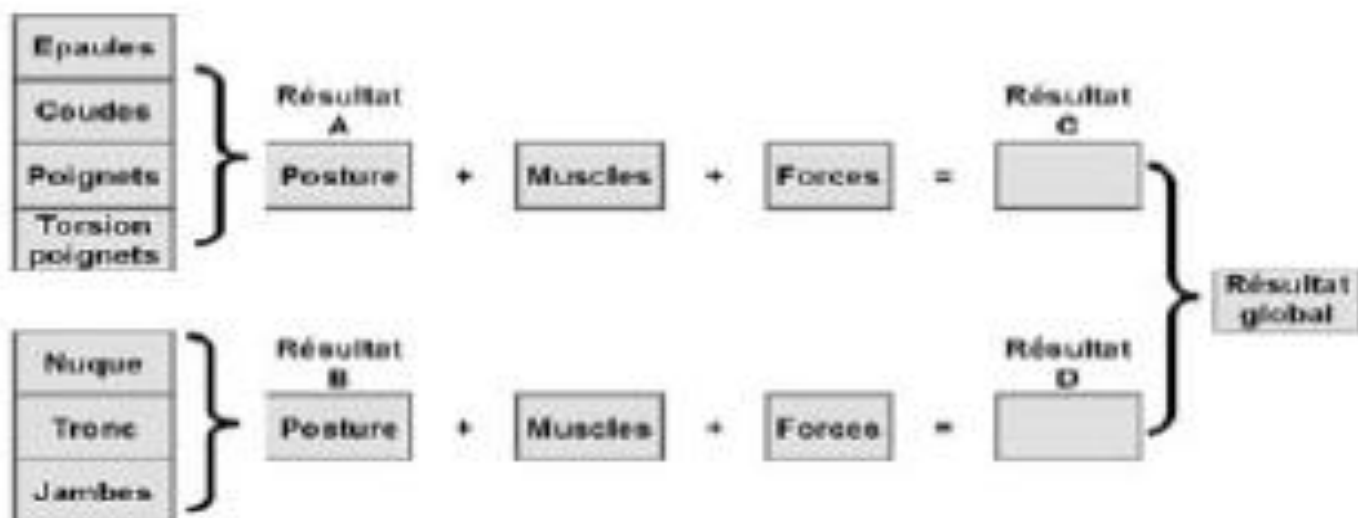 Epaules
Coudes
Poignets
Torsion
poignets
Résultat
A
Posture + Muscles + Forces =
Résultat
C
Nuque
Tronc
Jambes
Résultat
B
Posture + Muscles + Forces =
Résultat
D
Résultat
global